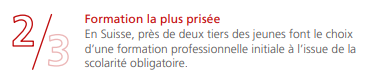 2/3
Formation la plus prisée
En Suisse, près de deux tiers des jeunes font le choix
d'une formation professionnelle initiale à l'issue de la
scolarité obligatoire.